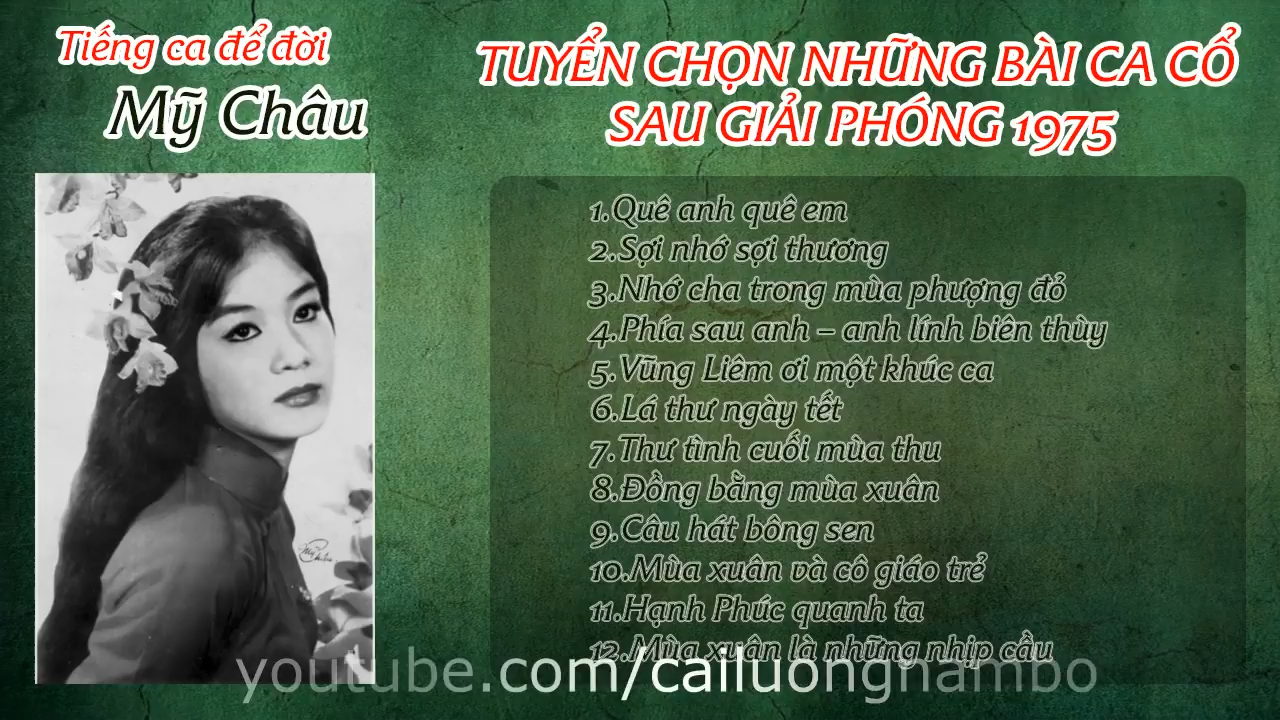 Tiếng ca để đời
Mỹ Châu
TUYỂN CHỌN NHỮNG BÀI CA CỔ
SAU GIẢI PHÓNG 1975
1.Quê anh quê em
2.Sợi nhớ sợi thương
3.Nhớ cha trong mùa phượng đỏ
4.Phía sau anh – anh lính biên thùy
5.Vũng Liêm ơi một khúc ca
6.Lá thư ngày tết
7.Thư tình cuối mùa thu
8.Đồng bằng mùa xuân
9.Câu hát bông sen
10.Mùa xuân và cô giáo trẻ
11.Hạnh Phúc quanh ta
12.Mùa xuân là những nhịp cầu
youtube.com/cailuongnambo
Mỹ Châu